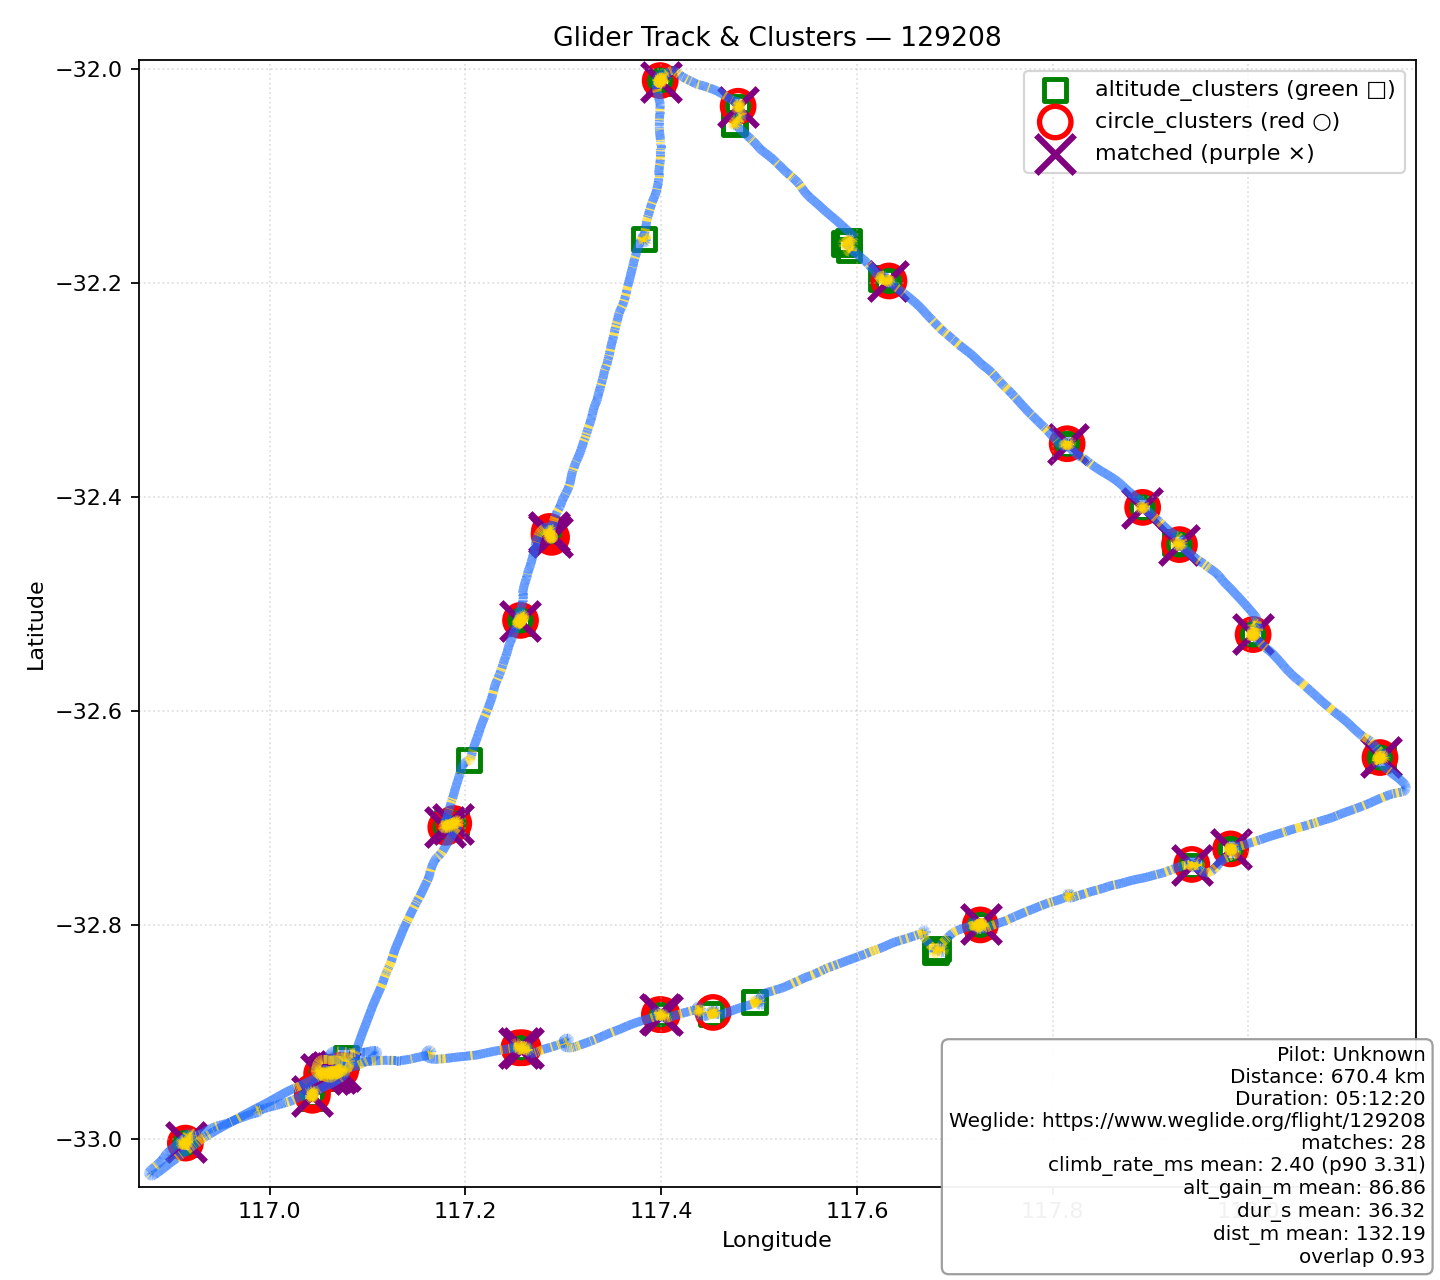 Glider Track & Clusters — 129208
altitude_clusters (green □)
circle_clusters (red ○)
matched (purple ×)
Latitude
−32.0
−32.2
−32.4
−32.6
−32.8
−33.0
117.0
117.2
117.4
117.6
117.8
Longitude
Pilot: Unknown
Distance: 670.4 km
Duration: 05:12:20
Weglide: https://www.weglide.org/flight/129208
matches: 28
climb_rate_ms mean: 2.40 (p90 3.31)
alt_gain_m mean: 86.86
dur_s mean: 36.32
dist_m mean: 132.19
overlap 0.93